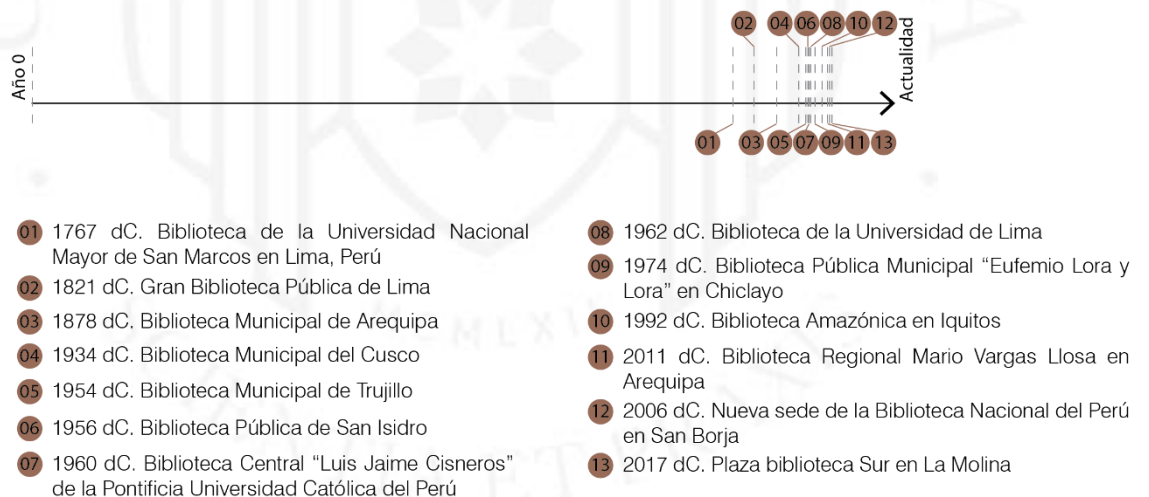 02 04 06 08 10 12
Año 0
Actualidad
01 03 05 07 09 11 13
01 1767 dC. Biblioteca de la Universidad Nacional
Mayor de San Marcos en Lima, Perú
02 1821 dC. Gran Biblioteca Pública de Lima
03 1878 dC. Biblioteca Municipal de Arequipa
04 1934 dC. Biblioteca Municipal del Cusco
05 1954 dC. Biblioteca Municipal de Trujillo
06 1956 dC. Biblioteca Pública de San Isidro
07 1960 dC. Biblioteca Central “Luis Jaime Cisneros”
de la Pontificia Universidad Católica del Perú
08 1962 dC. Biblioteca de la Universidad de Lima
09 1974 dC. Biblioteca Pública Municipal “Eufemio Lora y
Lora” en Chiclayo
10 1992 dC. Biblioteca Amazónica en Iquitos
11 2011 dC. Biblioteca Regional Mario Vargas Llosa en
Arequipa
12 2006 dC. Nueva sede de la Biblioteca Nacional del Perú
en San Borja
13 2017 dC. Plaza biblioteca Sur en La Molina